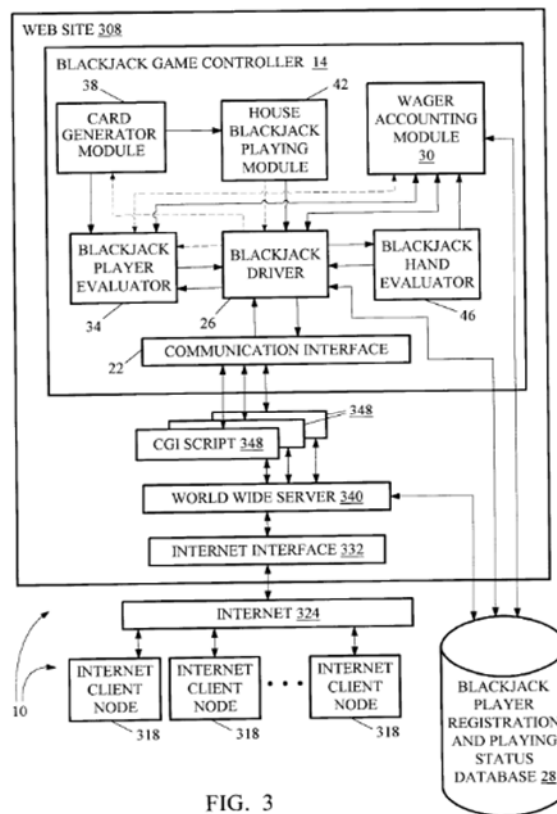 WEB SITE 308
BLACKJACK GAME CONTROLLER 14
38
42
CARD
GENERATOR
MODULE
HOUSE
BLACKJACK
PLAYING
MODULE
WAGER
ACCOUNTING
MODULE
30
BLACKJACK
PLAYER
EVALUATOR
BLACKJACK
DRIVER
BLACKJACK
HAND
EVALUATOR
34
26
46
22
COMMUNICATION INTERFACE
348
CGI SCRIPT 348
WORLD WIDE SERVER 340
INTERNET INTERFACE 332
INTERNET 324
10
INTERNET
CLIENT
NODE
INTERNET
CLIENT
NODE
INTERNET
CLIENT
NODE
318
318
318
BLACKJACK
PLAYER
REGISTRATION
AND PLAYING
STATUS
DATABASE 28
FIG. 3